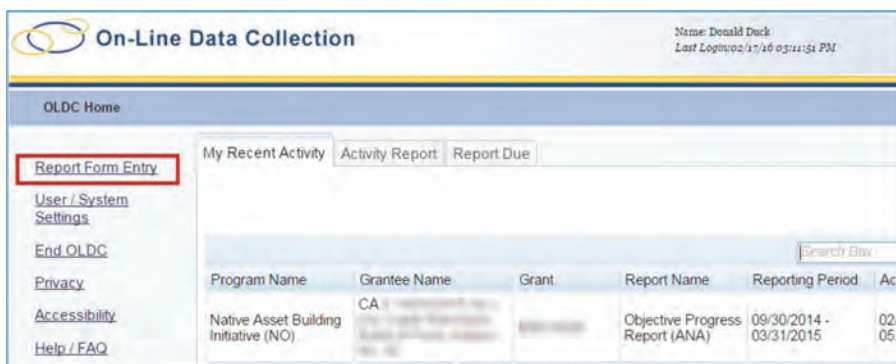 On-Line Data Collection
Name: Donald Duck
Last Login:02/17/16 03:11:51 PM
OLDC Home
Report Form Entry
User / System
Settings
End OLDC
Privacy
Accessibility
Help / FAQ
My Recent Activity Activity Report Report Due
Search Box
Program Name Grantee Name Grant Report Name Reporting Period
Native Asset Building
Initiative (NO)
CA
Objective Progress
Report (ANA)
09/30/2014 -
03/31/2015
02
05